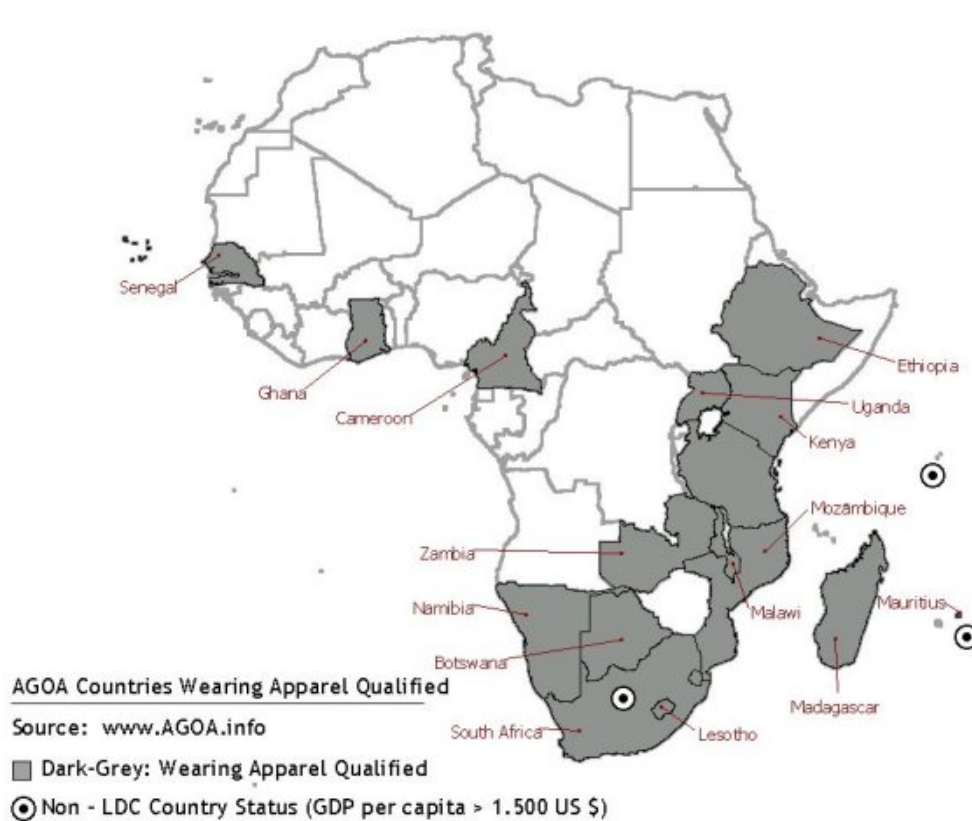 Senegal
Ghana
Cameroon
Ethiopia
Uganda
Kenya
Mozambique
Zambia
Malawi
Mauritius
Namibia
Botswana
Madagascar
South Africa
Lesotho
AGOA Countries Wearing Apparel Qualified
Source: www.AGOA.info
Dark-Grey: Wearing Apparel Qualified
Non - LDC Country Status (GDP per capita > 1.500 US $)